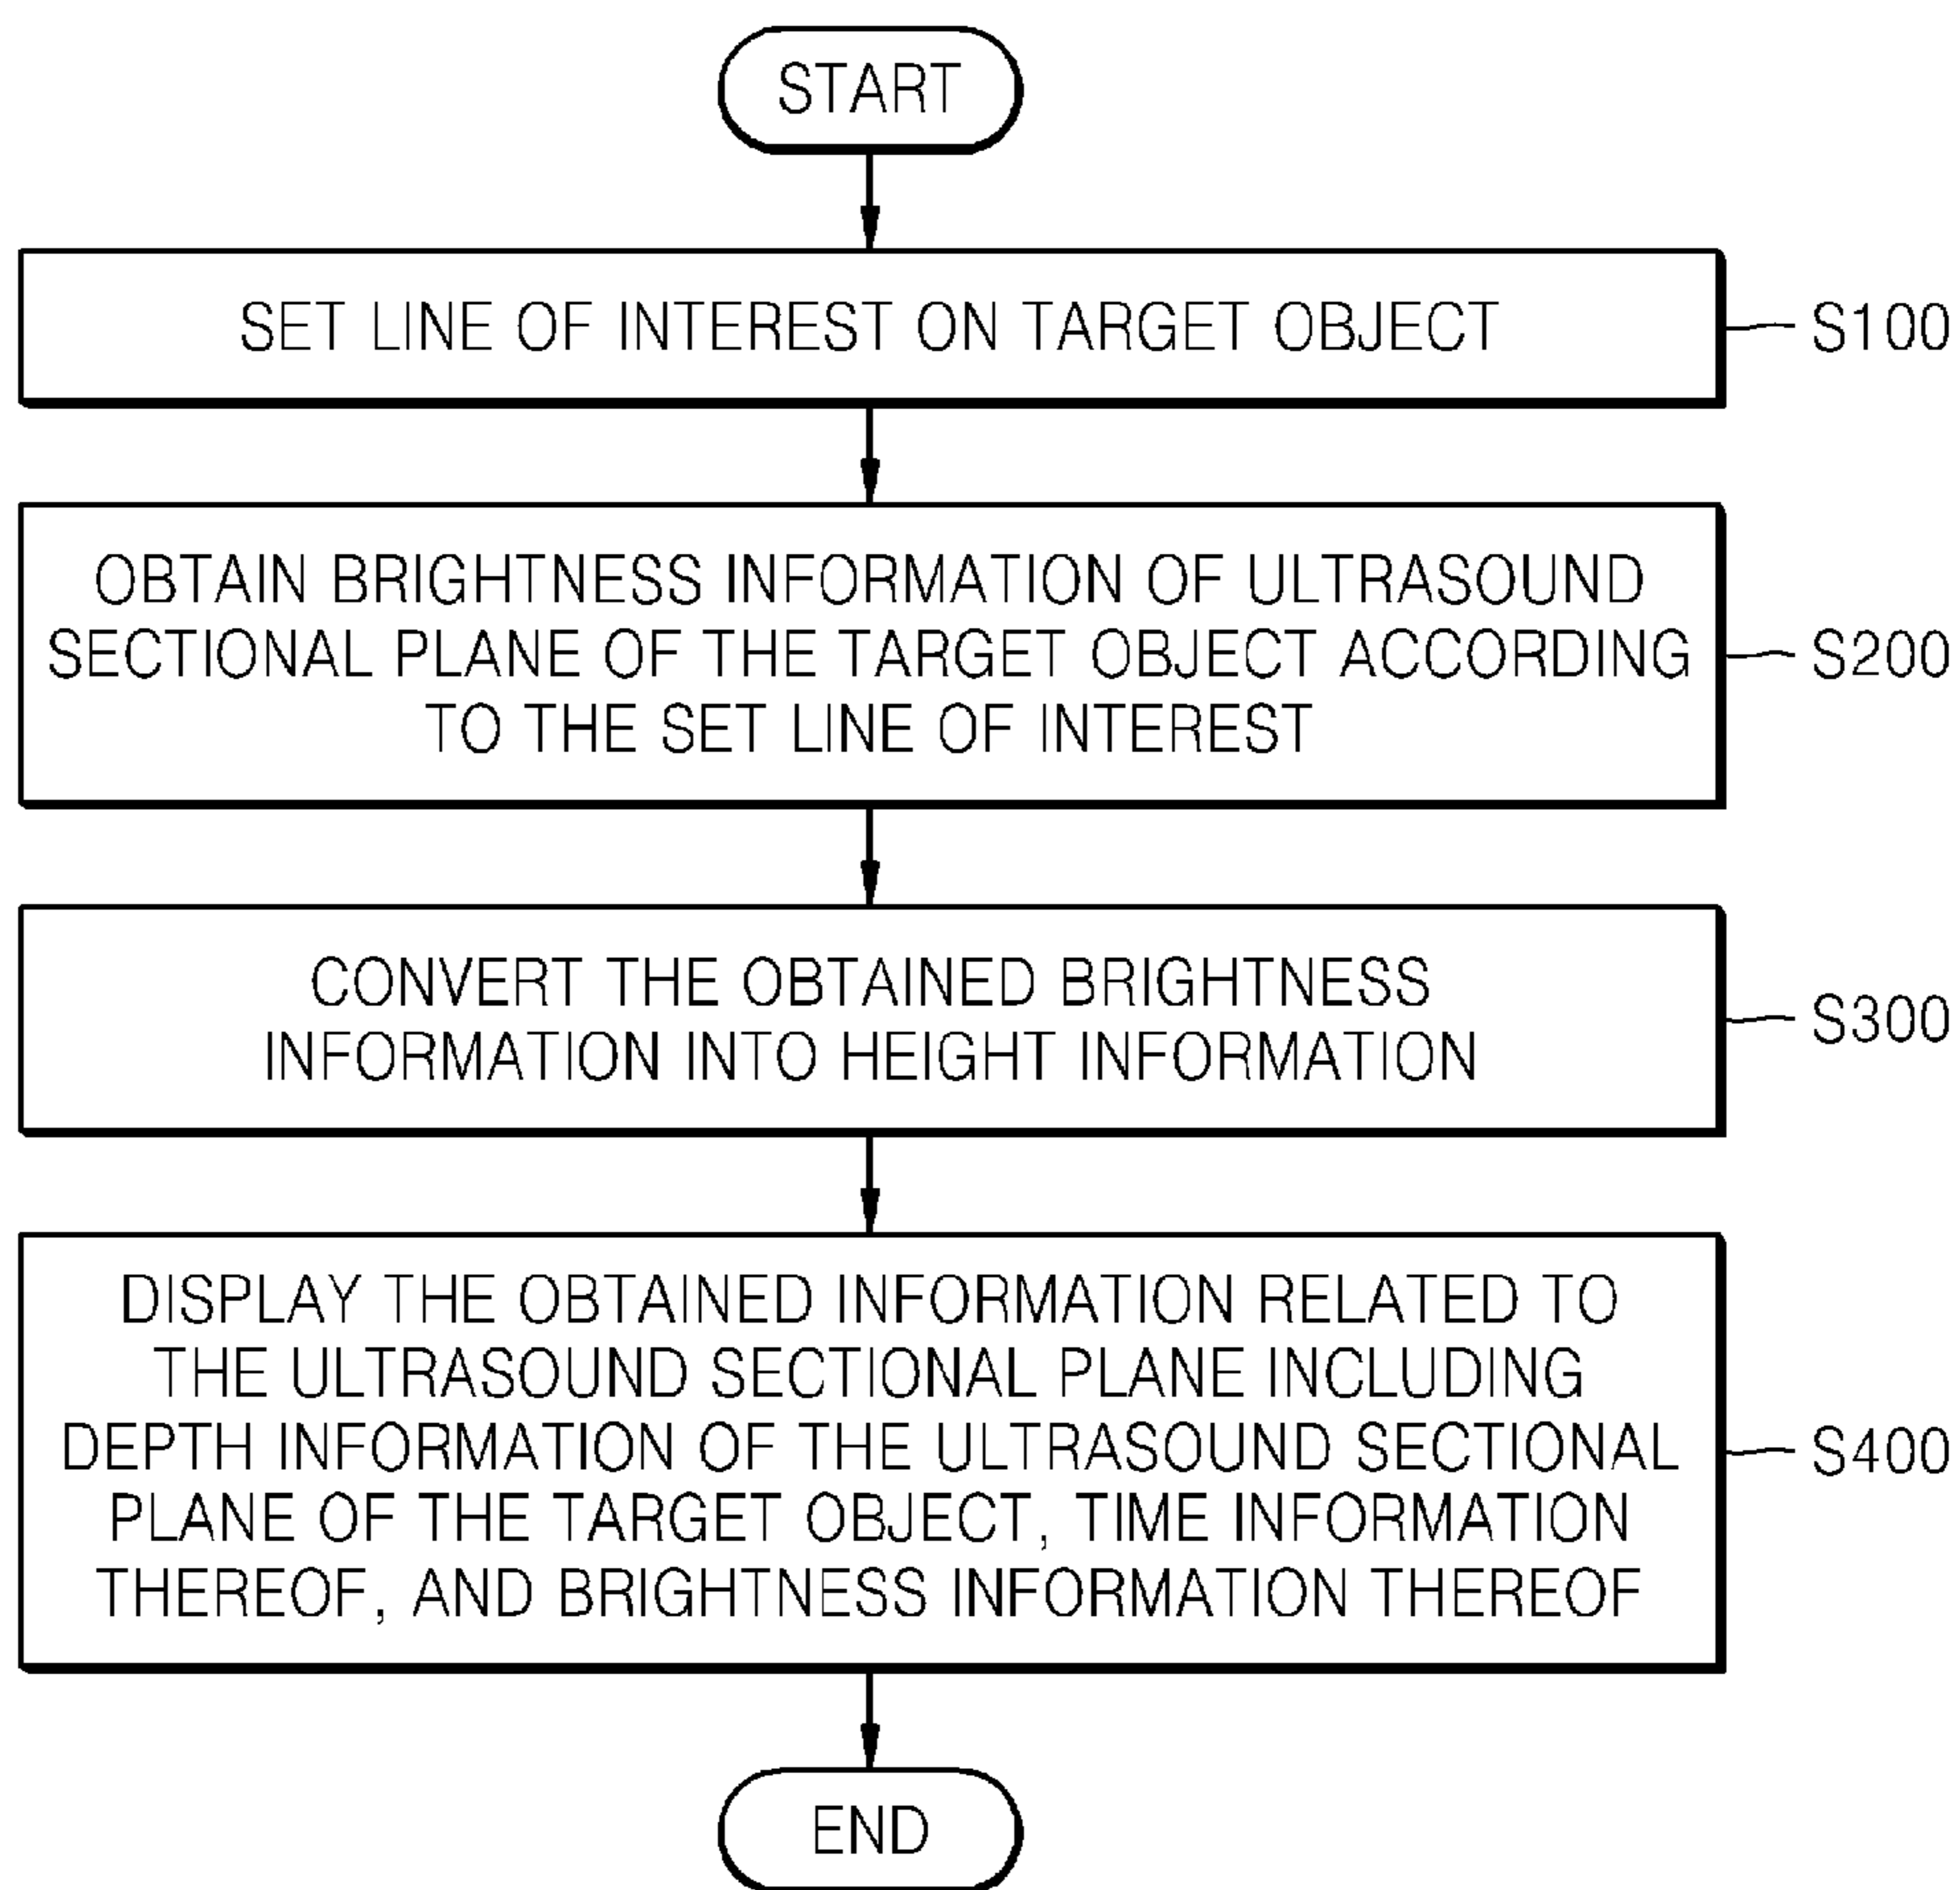 START
SET LINE OF INTEREST ON TARGET OBJECT
S100
OBTAIN BRIGHTNESS INFORMATION OF ULTRASOUND
SECTIONAL PLANE OF THE TARGET OBJECT ACCORDING
TO THE SET LINE OF INTEREST
S200
CONVERT THE OBTAINED BRIGHTNESS
INFORMATION INTO HEIGHT INFORMATION
S300
DISPLAY THE OBTAINED INFORMATION RELATED TO
THE ULTRASOUND SECTIONAL PLANE INCLUDING
DEPTH INFORMATION OF THE ULTRASOUND SECTIONAL
PLANE OF THE TARGET OBJECT, TIME INFORMATION
THEREOF, AND BRIGHTNESS INFORMATION THEREOF
S400
END